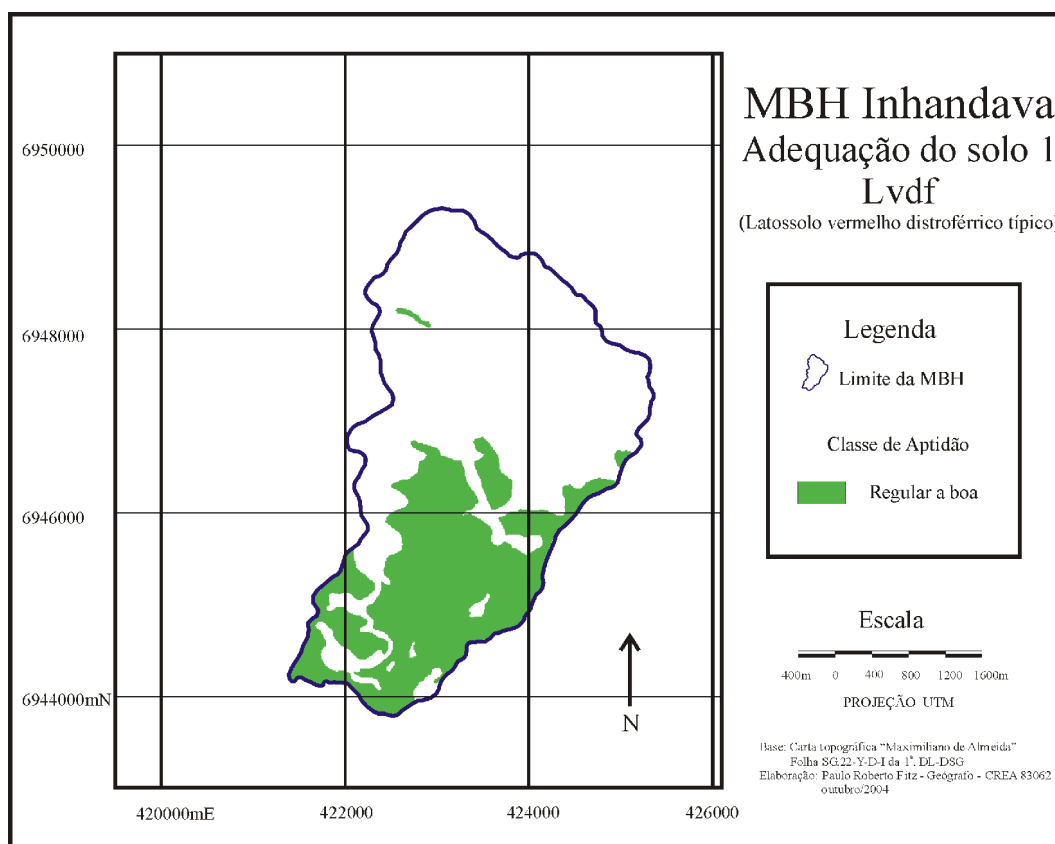 MBH Inhandava
Adequação do solo 1
Lvdf
(Latossolo vermelho distroférrico típico)
6950000
6948000
6946000
6944000mN
420000mE
422000
424000
426000
N
Legenda
Limite da MBH
Classe de Aptidão
Regular a boa
Escala
400m 0 400 800 1200 1600m
PROJEÇÃO UTM
Base: Carta topográfica “Maximiliano de Almeida”
Folha SG.22-Y-D-I da 1ª. DL-DSG
Elaboração: Paulo Roberto Fitz - Geógrafo - CREA 83062
outubro/2004